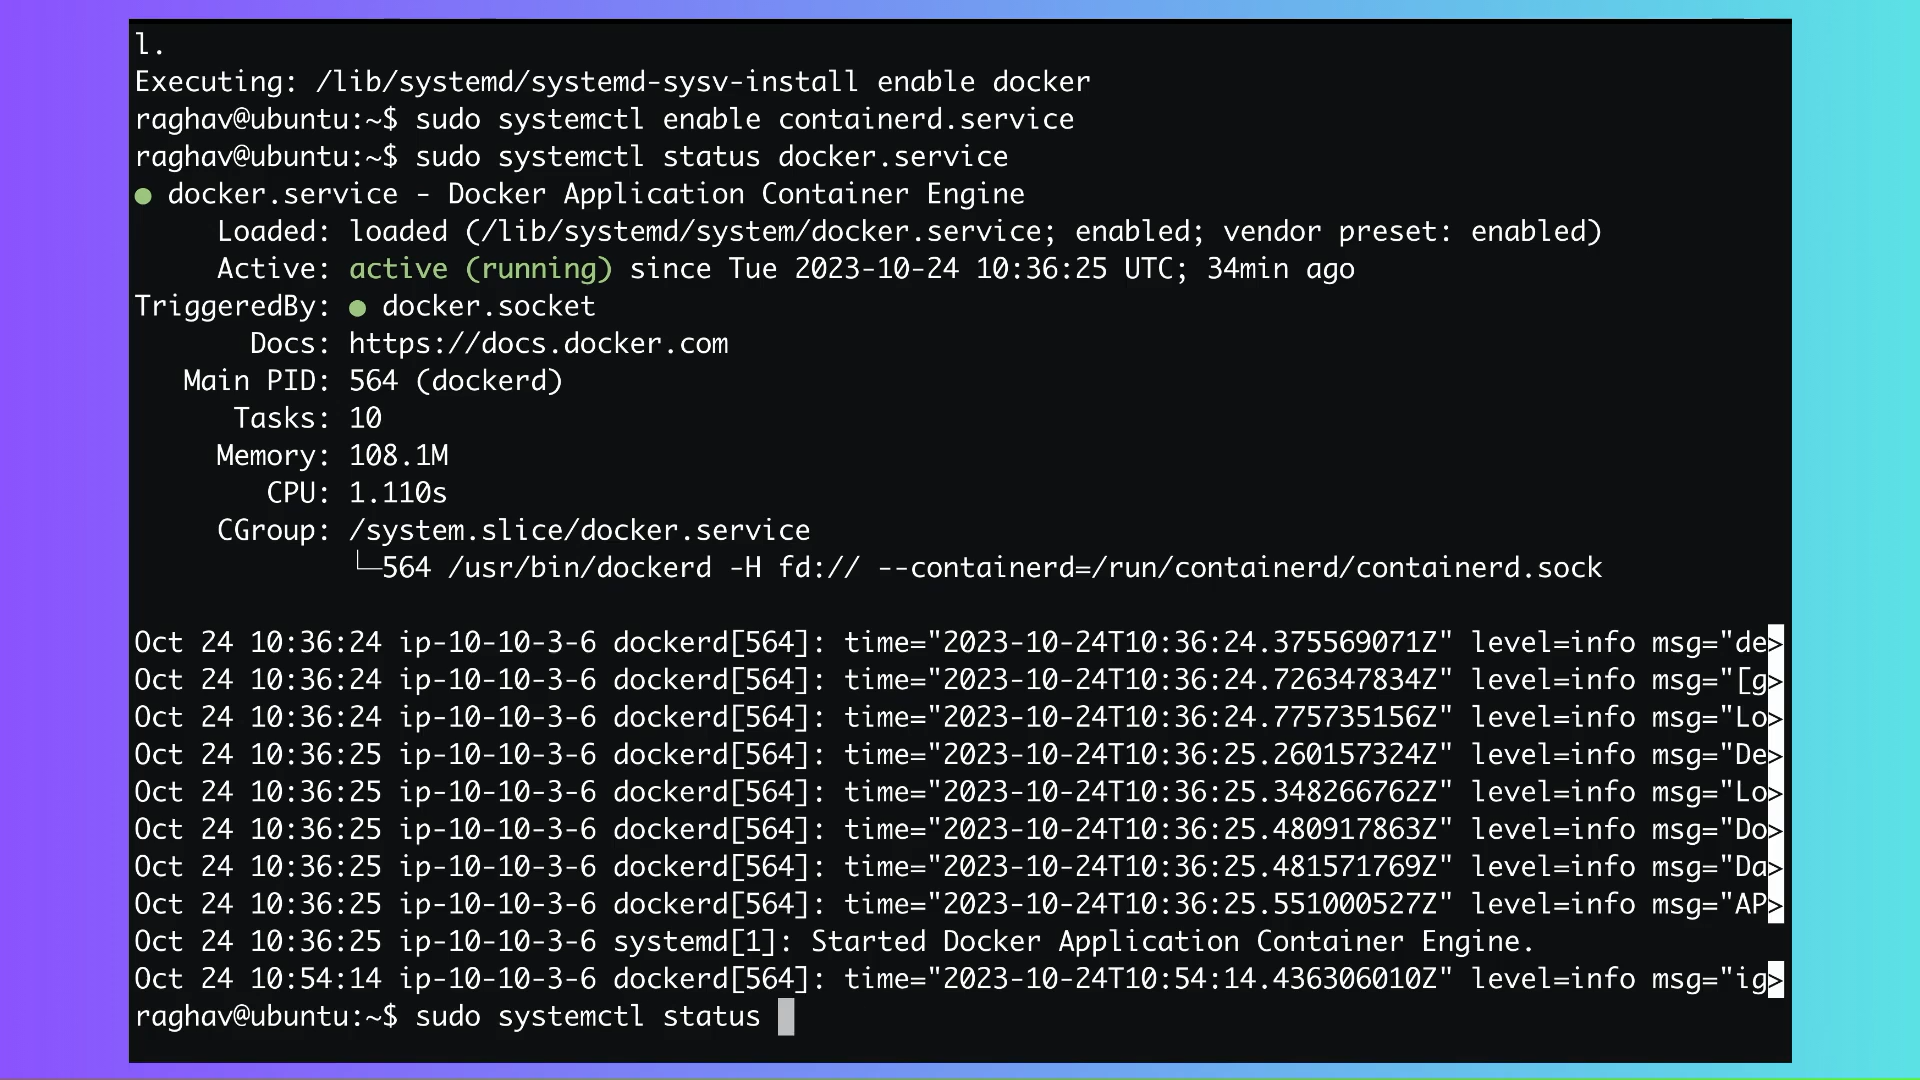 l.
Executing: /lib/systemd/systemd-sysv-install enable docker
raghav@ubuntu:~$ sudo systemctl enable containerd.service
raghav@ubuntu:~$ sudo systemctl status docker.service
● docker.service - Docker Application Container Engine
     Loaded: loaded (/lib/systemd/system/docker.service; enabled; vendor preset: enabled)
     Active: active (running) since Tue 2023-10-24 10:36:25 UTC; 34min ago
TriggeredBy: ● docker.socket
       Docs: https://docs.docker.com
   Main PID: 564 (dockerd)
      Tasks: 10
     Memory: 108.1M
        CPU: 1.110s
     CGroup: /system.slice/docker.service
             └─564 /usr/bin/dockerd -H fd:// --containerd=/run/containerd/containerd.sock
Oct 24 10:36:24 ip-10-10-3-6 dockerd[564]: time="2023-10-24T10:36:24.375569071Z" level=info msg="de>
Oct 24 10:36:24 ip-10-10-3-6 dockerd[564]: time="2023-10-24T10:36:24.726347834Z" level=info msg="[g>
Oct 24 10:36:24 ip-10-10-3-6 dockerd[564]: time="2023-10-24T10:36:24.775735156Z" level=info msg="Lo>
Oct 24 10:36:25 ip-10-10-3-6 dockerd[564]: time="2023-10-24T10:36:25.260157324Z" level=info msg="De>
Oct 24 10:36:25 ip-10-10-3-6 dockerd[564]: time="2023-10-24T10:36:25.348266762Z" level=info msg="Lo>
Oct 24 10:36:25 ip-10-10-3-6 dockerd[564]: time="2023-10-24T10:36:25.480917863Z" level=info msg="Do>
Oct 24 10:36:25 ip-10-10-3-6 dockerd[564]: time="2023-10-24T10:36:25.481571769Z" level=info msg="Da>
Oct 24 10:36:25 ip-10-10-3-6 dockerd[564]: time="2023-10-24T10:36:25.551000527Z" level=info msg="AP>
Oct 24 10:36:25 ip-10-10-3-6 systemd[1]: Started Docker Application Container Engine.
Oct 24 10:54:14 ip-10-10-3-6 dockerd[564]: time="2023-10-24T10:54:14.436306010Z" level=info msg="ig>
raghav@ubuntu:~$ sudo systemctl status